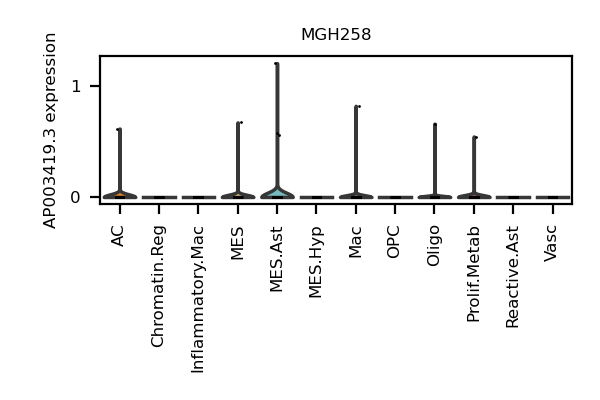 MGH258
AP003419.3 expression
1
0
AC
Chromatin.Reg
Inflammatory.Mac
MES
MES.Ast
MES.Hyp
Mac
OPC
Oligo
Prolif.Metab
Reactive.Ast
Vasc